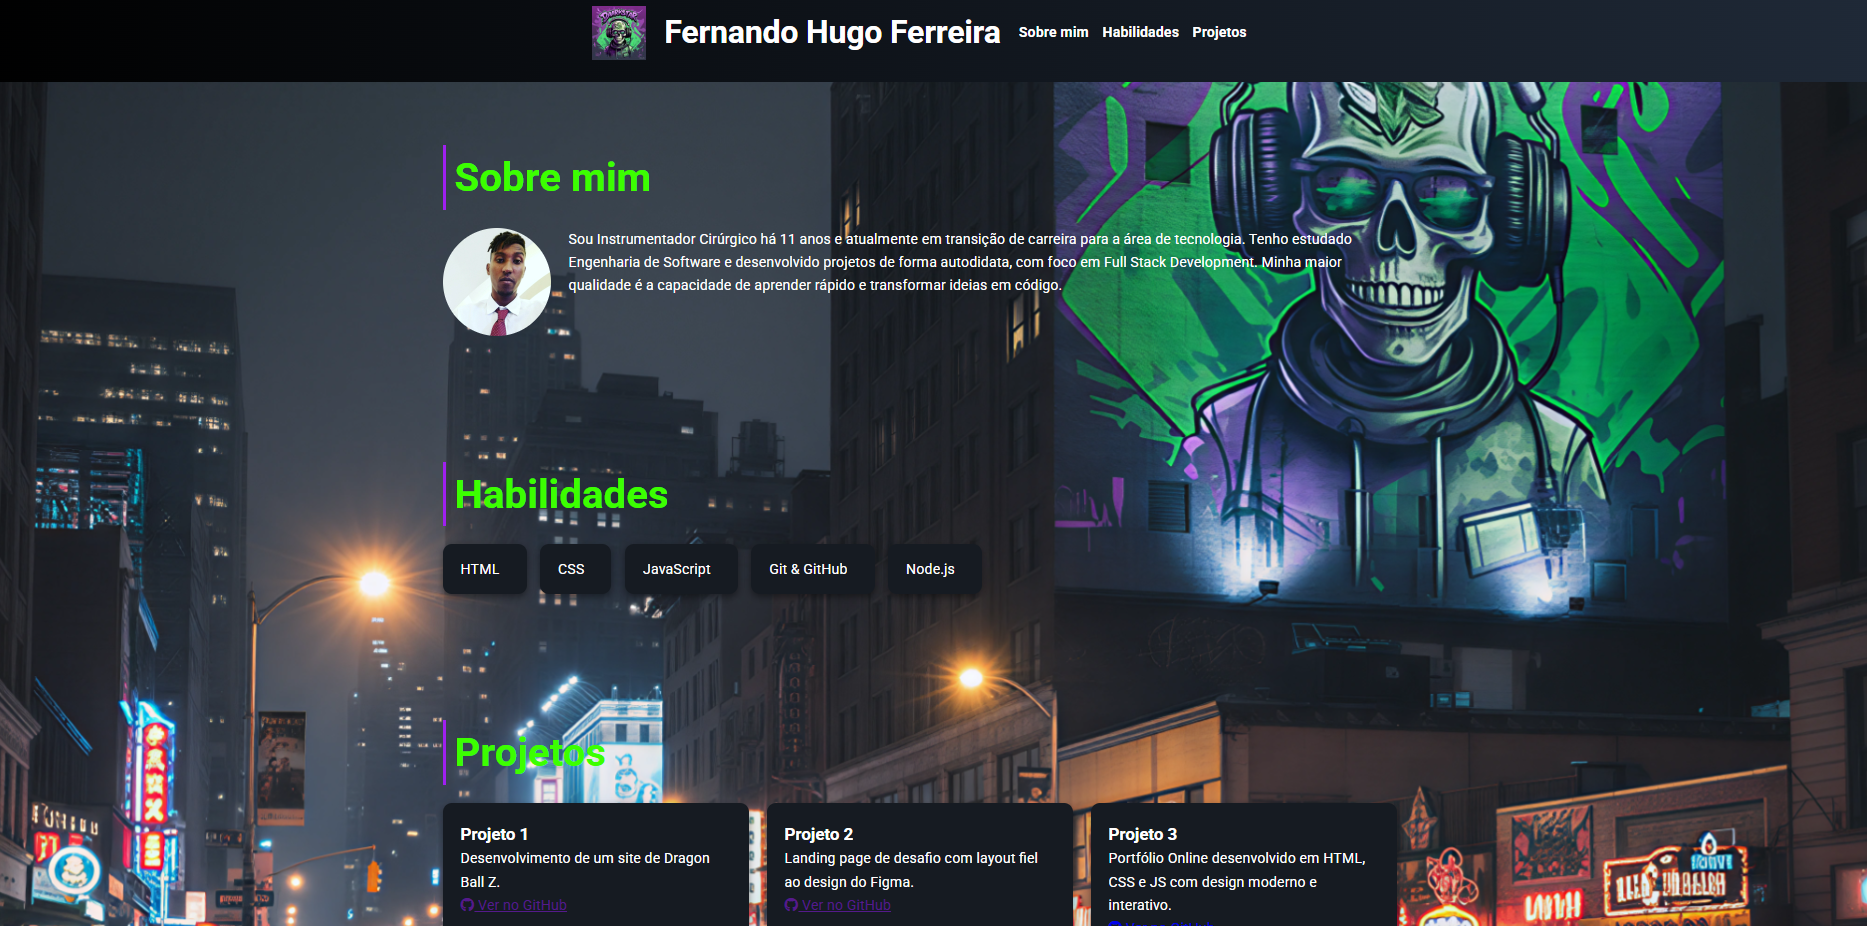 Fernando Hugo Ferreira
Sobre mim
Habilidades
Projetos
Sobre mim
Sou Instrumentador Cirúrgico há 11 anos e atualmente em transição de carreira para a área de tecnologia. Tenho estudado
Engenharia de Software e desenvolvido projetos de forma autodidata, com foco em Full Stack Development. Minha maior
qualidade é a capacidade de aprender rápido e transformar ideias em código.
Habilidades
HTML
CSS
JavaScript
Git & GitHub
Node.js
Projetos
Projeto 1
Desenvolvimento de um site de Dragon
Ball Z.
Ver no GitHub
Projeto 2
Landing page de desafio com layout fiel
ao design do Figma.
Ver no GitHub
Projeto 3
Portfólio Online desenvolvido em HTML,
CSS e JS com design moderno e
interativo.